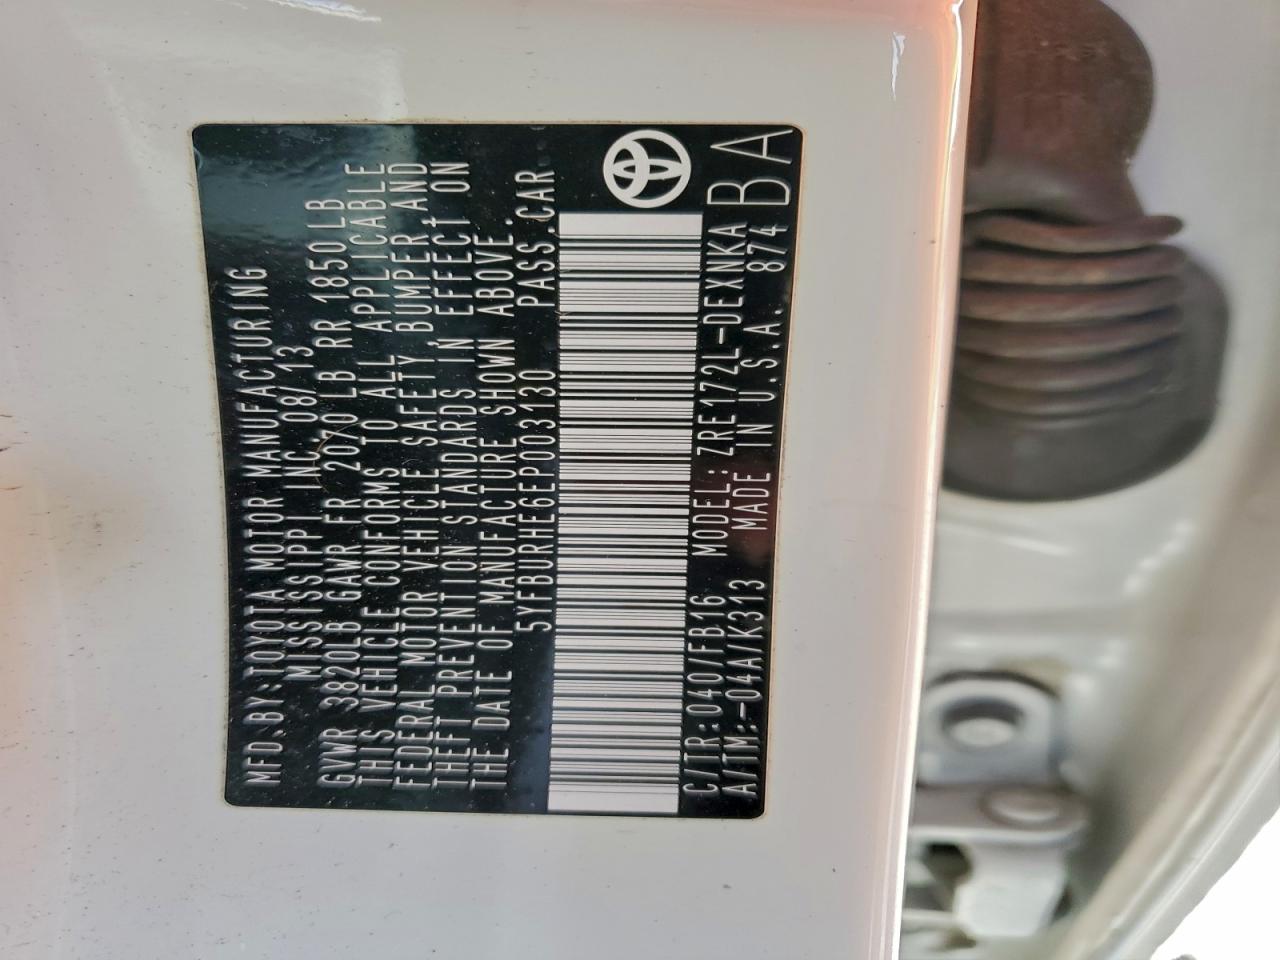 MFD.BY:TOYOTA MOTOR MANUFACTURING
MISSISSIPPI INC. 08/13
GVWR 3820LB GAWR FR 2020 LB RR 1850 LB
THIS VEHICLE CONFORMS TO ALL APPLICABLE
FEDERAL MOTOR VEHICLE SAFETY, BUMPER, AND
THEFT PREVENTION STANDARDS IN EFFECT ON
THE DATE OF MANUFACTURE SHOWN ABOVE.
5YFBURHE6EP003130 PASS.CAR
C/TR:040/FB16 MODEL:ZRE172L-DEXNKA
A/TM:-04A/K313 MADE IN U.S.A. 874
BA